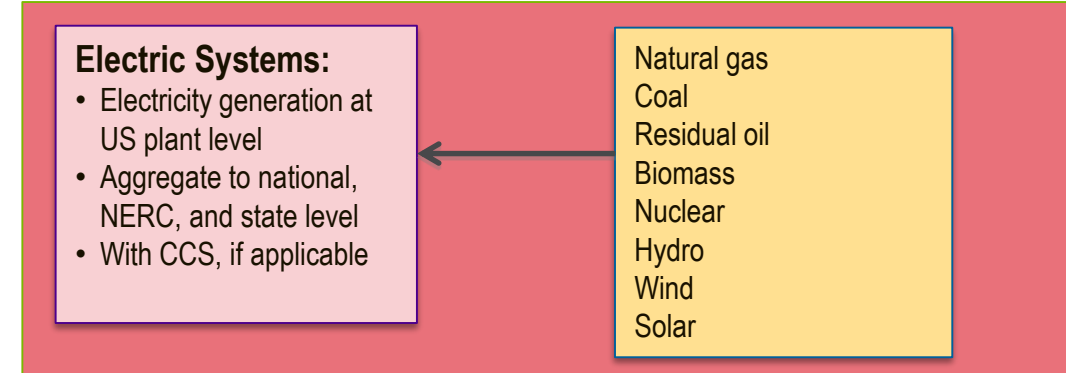 Electric Systems:
• Electricity generation at
US plant level
• Aggregate to national,
NERC, and state level
• With CCS, if applicable
Natural gas
Coal
Residual oil
Biomass
Nuclear
Hydro
Wind
Solar